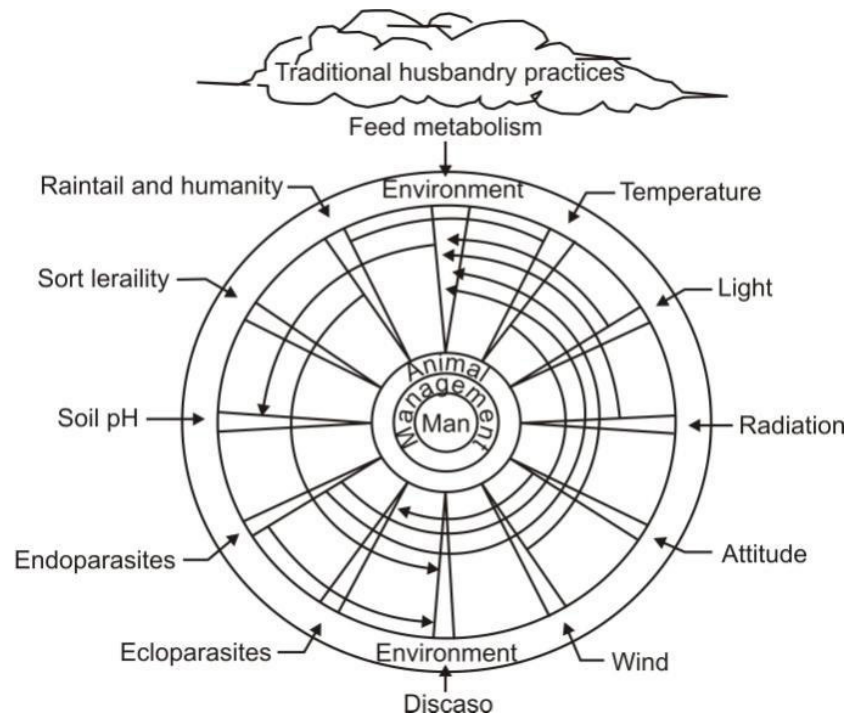 Traditional husbandry practices
Feed metabolism
Raintail and humanity
Environment
Temperature
Sort leraility
Light
Animal
Management
Man
Soil pH
Radiation
Endoparasites
Attitude
Ecloparasites
Environment
Wind
Discaso